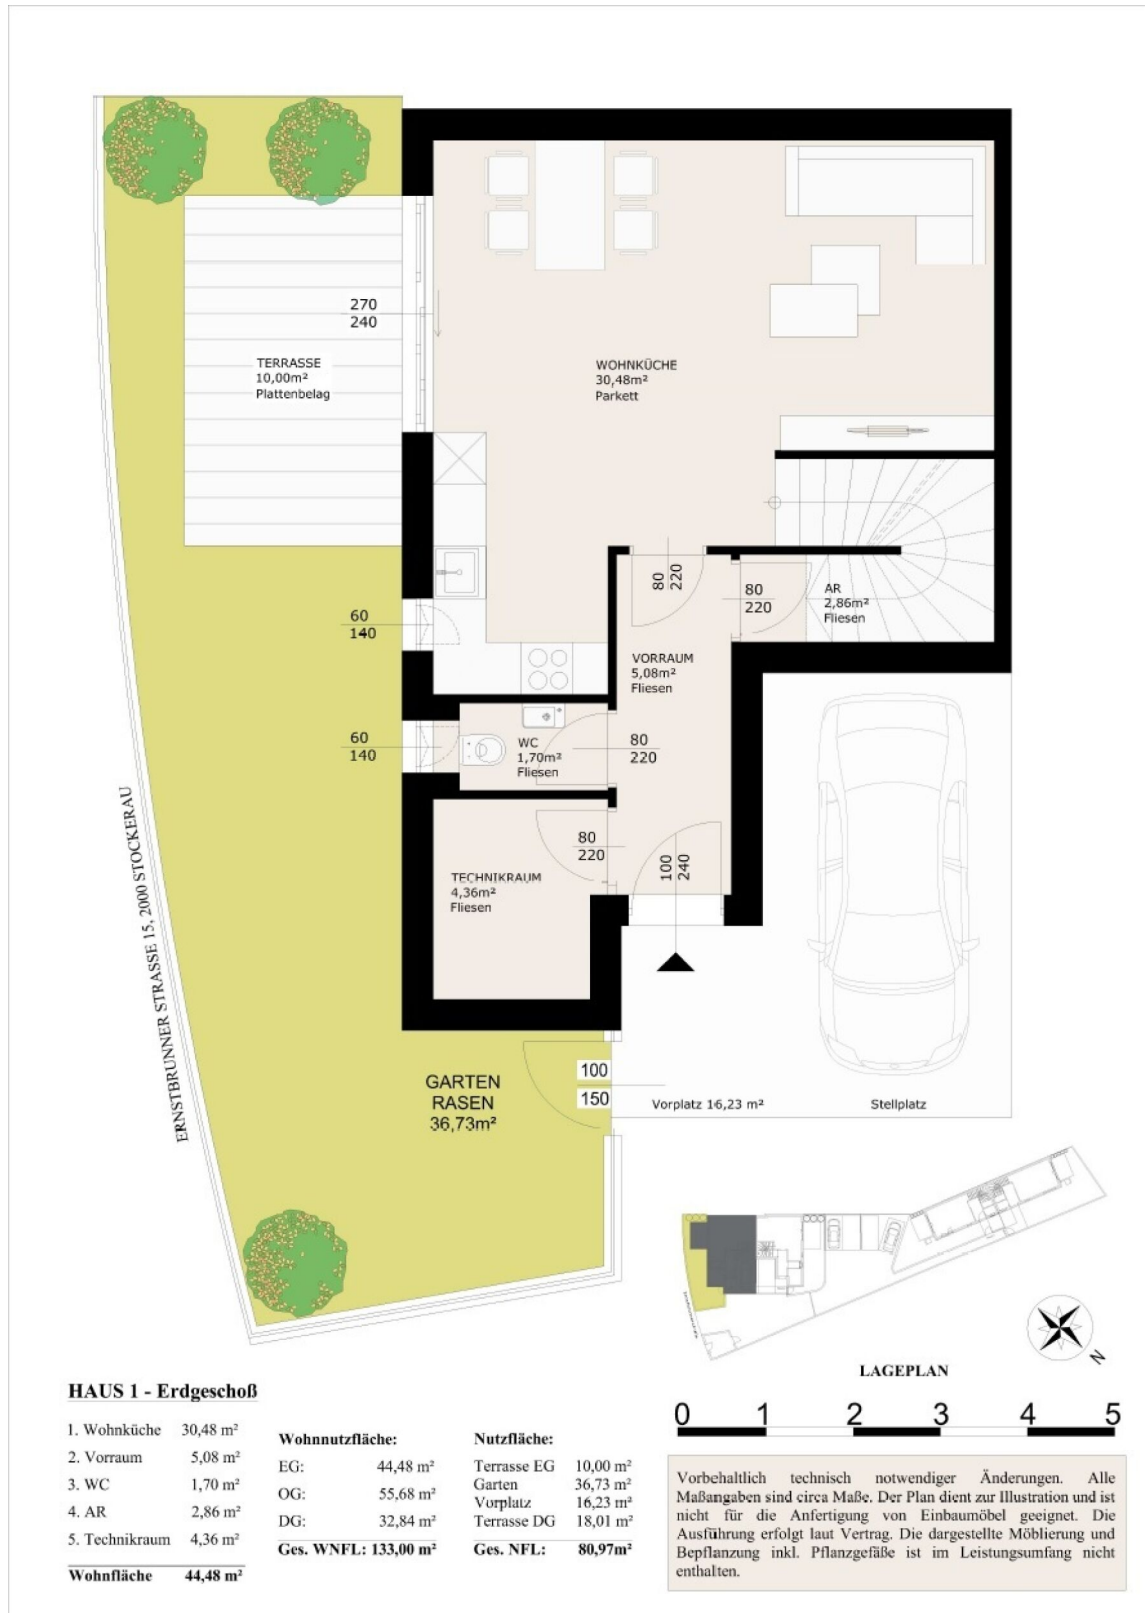 270
240
TERRASSE
10,00m²
Plattenbelag
WOHNKÜCHE
30,48m²
Parkett
80
220
80
220
AR
2,86m²
Fliesen
60
140
VORRAUM
5,08m²
Fliesen
60
140
WC
1,70m²
Fliesen
80
220
80
220
100
240
TECHNIKRAUM
4,36m²
Fliesen
ERNSTBRUNNER STRASSE 15, 2000 STOCKERAU
GARTEN
RASEN
36,73m²
100
150
Vorplatz 16,23 m²
Stellplatz
N
LAGEPLAN
0 1 2 3 4 5
HAUS 1 - Erdgeschoß
1. Wohnküche 30,48 m²
2. Vorraum 5,08 m²
3. WC 1,70 m²
4. AR 2,86 m²
5. Technikraum 4,36 m²
Wohnfläche 44,48 m²
Wohnnutzfläche:
EG: 44,48 m²
OG: 55,68 m²
DG: 32,84 m²
Ges. WNFL: 133,00 m²
Nutzfläche:
Terrasse EG 10,00 m²
Garten 36,73 m²
Vorplatz 16,23 m²
Terrasse DG 18,01 m²
Ges. NFL: 80,97m²
Vorbehaltlich technisch notwendiger Änderungen. Alle
Maßangaben sind circa Maße. Der Plan dient zur Illustration und ist
nicht für die Anfertigung von Einbaumöbel geeignet. Die
Ausführung erfolgt laut Vertrag. Die dargestellte Möblierung und
Bepflanzung inkl. Pflanzgefäße ist im Leistungsumfang nicht
enthalten.